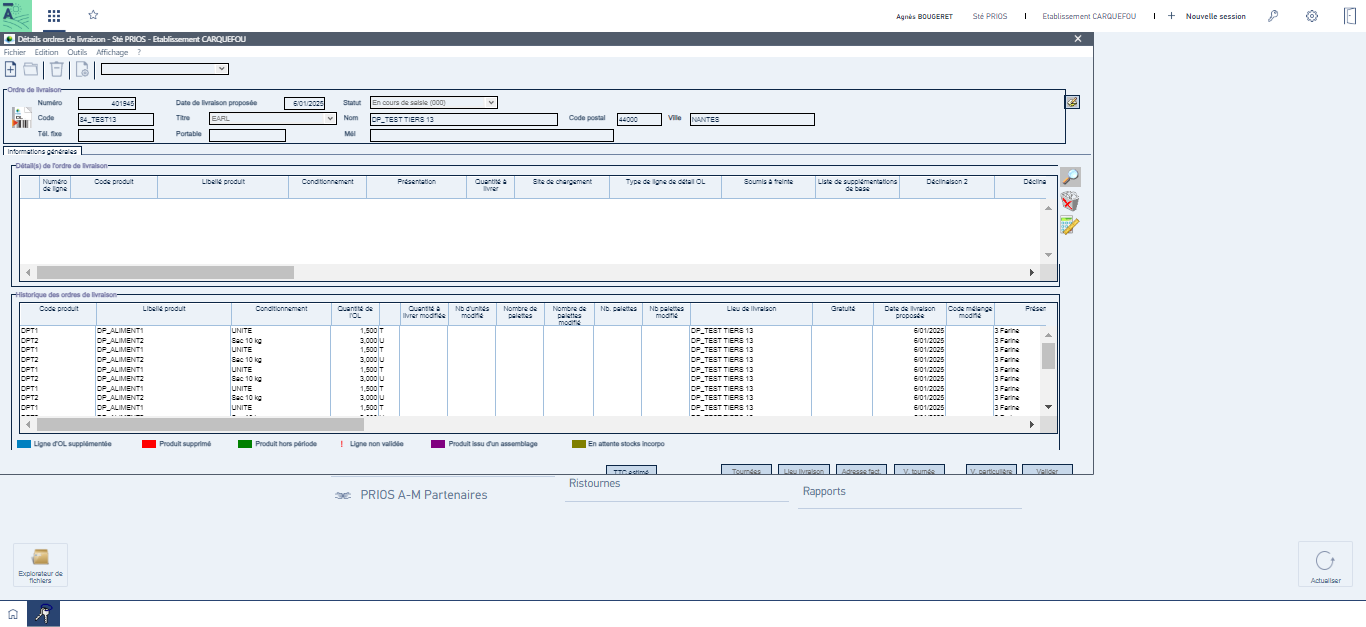 Agnès BOUGERET Sté PRIOS Etablissement CARQUEFOU Nouvelle session
Détails ordres de livraison - Sté PRIOS - Etablissement CARQUEFOU
Fichier Edition Outils Affichage ?
Ordre de livraison
Numéro 401945 Date de livraison proposée 6/01/2025 Statut En cours de saisie (000)
Code 84_TEST13 Titre EARL Nom DP_TEST TIERS 13 Code postal 44000 Ville NANTES
Tél. fixe Portable Mél
Informations générales
Détail(s) de l'ordre de livraison
Numéro de ligne Code produit Libellé produit Conditionnement Présentation Quantité à livrer Site de chargement Type de ligne de détail OL Soumis à freinte Liste de supplémentations de base Déclinaison 2 Déclina
Historique des ordres de livraison
Code produit Libellé produit Conditionnement Quantité de l'OL Quantité à livrer modifiée Nb d'unités modifié Nombre de palettes Nombre de palettes modifié Nb. palettes Nb palettes modifié Lieu de livraison Gratuité Date de livraison proposée Code mélange modifié Présen
DPT1 DP_ALIMENT1 UNITE 1,500 T DP_TEST TIERS 13 6/01/2025 3 Farine
DPT2 DP_ALIMENT2 Sac 10 kg 3,000 U DP_TEST TIERS 13 6/01/2025 3 Farine
DPT1 DP_ALIMENT1 UNITE 1,500 T DP_TEST TIERS 13 6/01/2025 3 Farine
DPT2 DP_ALIMENT2 Sac 10 kg 3,000 U DP_TEST TIERS 13 6/01/2025 3 Farine
DPT1 DP_ALIMENT1 UNITE 1,500 T DP_TEST TIERS 13 6/01/2025 3 Farine
DPT2 DP_ALIMENT2 Sac 10 kg 3,000 U DP_TEST TIERS 13 6/01/2025 3 Farine
DPT1 DP_ALIMENT1 UNITE 1,500 T DP_TEST TIERS 13 6/01/2025 3 Farine
DPT2 DP_ALIMENT2 Sac 10 kg 3,000 U DP_TEST TIERS 13 6/01/2025 3 Farine
DPT1 DP_ALIMENT1 UNITE 1,500 T DP_TEST TIERS 13 6/01/2025 3 Farine
Ligne d'OL supplémentée Produit supprimé Produit hors période ! Ligne non validée Produit issu d'un assemblage En attente stocks incorpo
TTC estimé Tournées Lieu livraison Adresse fact. V. tournée V. particulière Valider
PRIOS A-M Partenaires Ristournes Rapports
Explorateur de fichiers
Actualiser